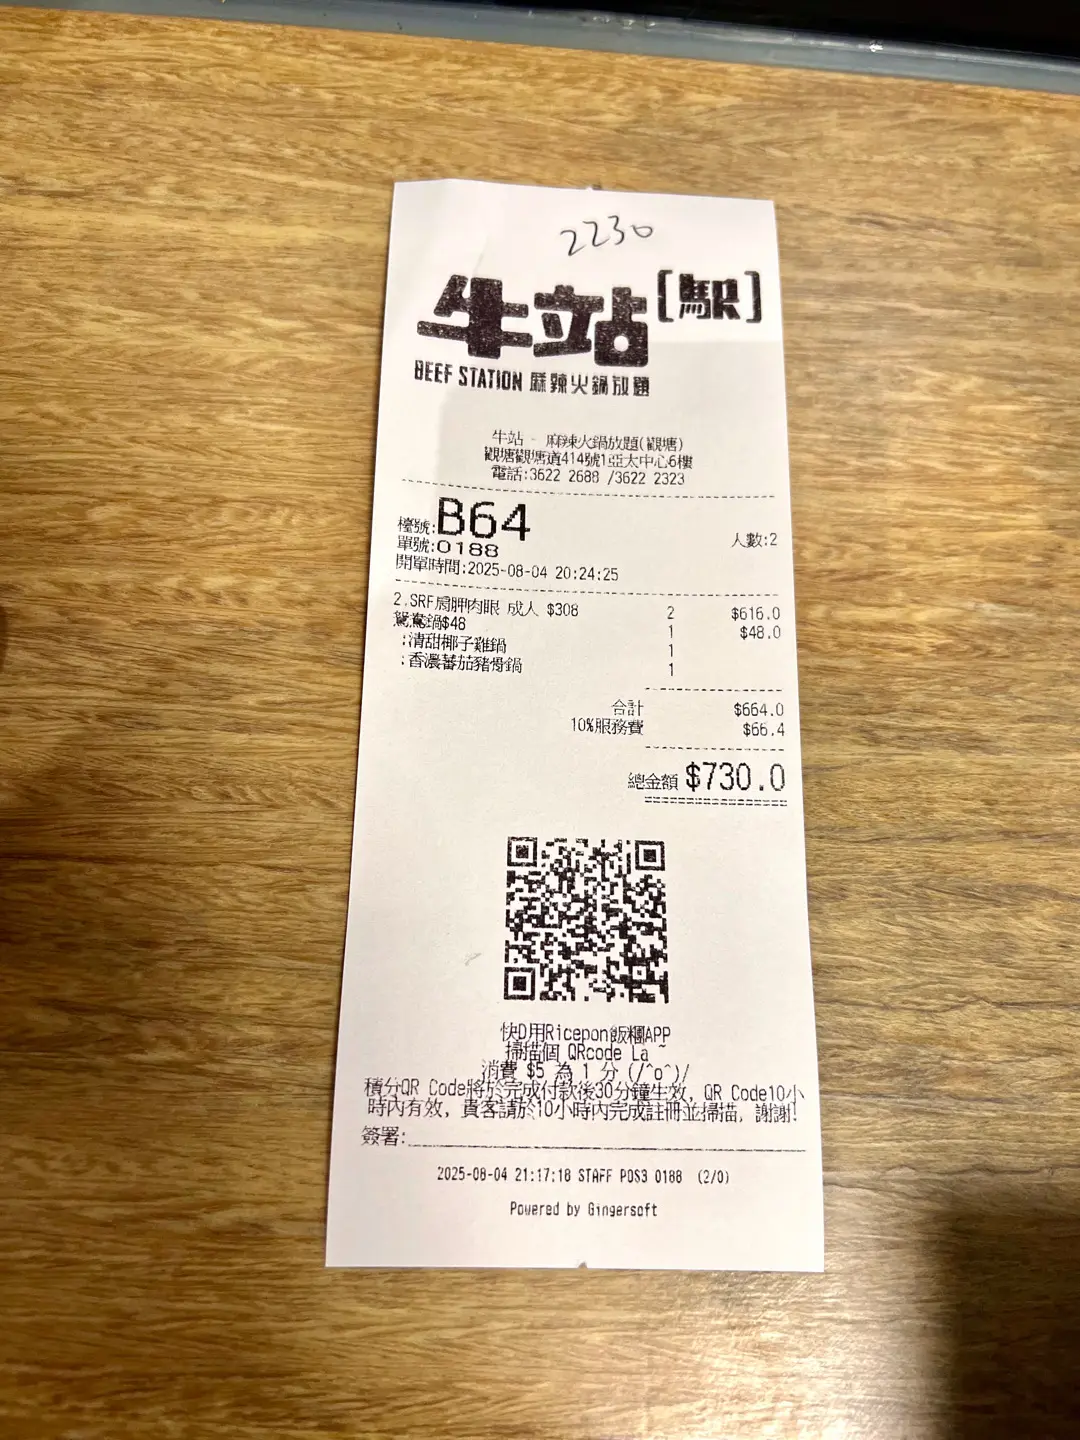 2230
牛站[駅]
BEEF STATION 麻辣火鍋放題
牛站 - 麻辣火鍋放題(觀塘)
觀塘觀塘道414號1亞太中心6樓
電話:3622 2688 /3622 2323
檯號:B64 人數:2
單號:0188
開單時間:2025-08-04 20:24:25
2.SRF肩胛肉眼 成人 $308 2 $616.0
鴛鴦鍋$48 1 $48.0
:清甜椰子雞鍋 1
:香濃蕃茄豬骨鍋 1
合計 $664.0
10%服務費 $66.4
總金額 $730.0
快D用Ricepon飯糰APP
掃描個 QRcode La ~
消費 $5 為 1 分 (/^o^)/
積分QR Code將於完成付款後30分鐘生效, QR Code10小
時內有效, 貴客請於10小時內完成註冊並掃描, 謝謝!
簽署:
2025-08-04 21:17:18 STAFF POS3 0188 (2/0)
Powered by Gingersoft